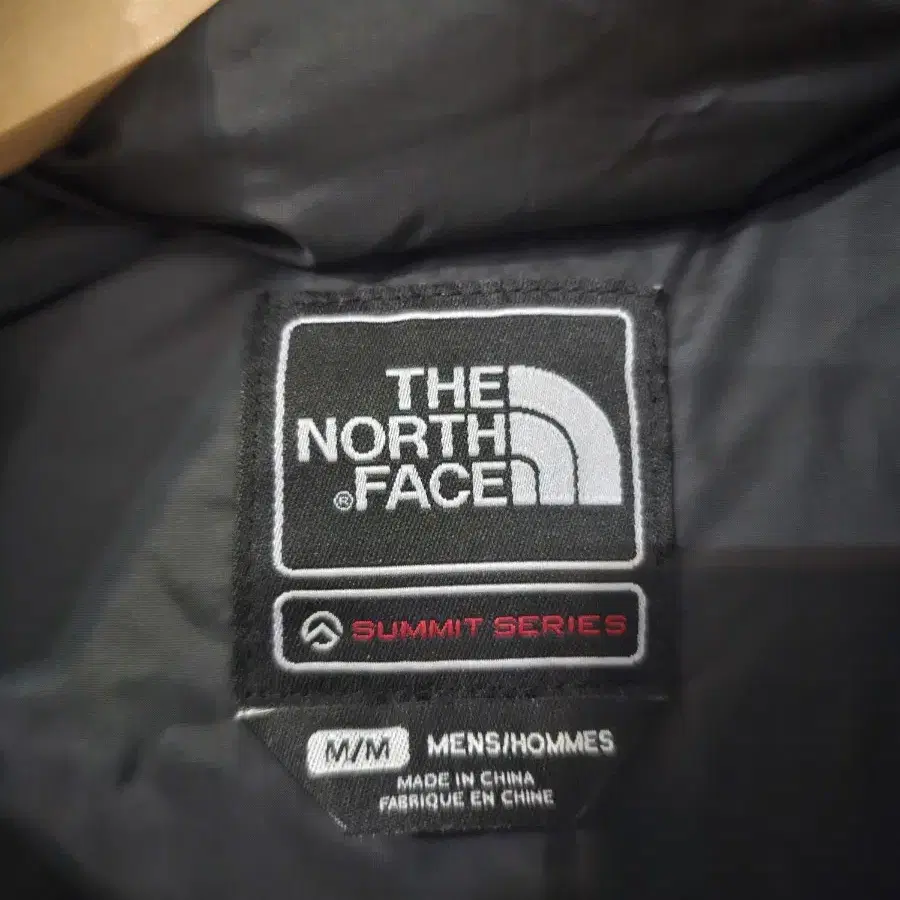 THE
NORTH
® FACE
SUMMIT SERIES
M/M MENS/HOMMES
MADE IN CHINA
FABRIQUE EN CHINE